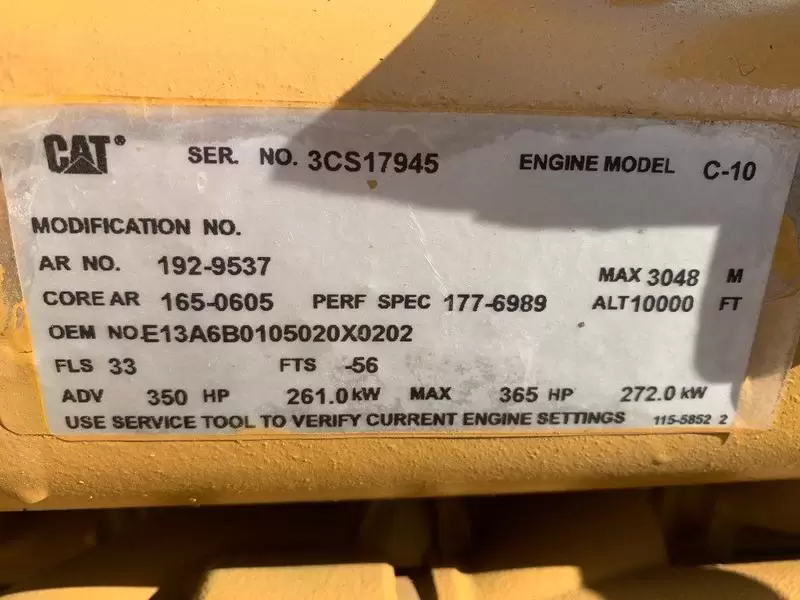 CAT® SER. NO. 3CS17945 ENGINE MODEL C-10
MODIFICATION NO.
AR NO. 192-9537 MAX 3048 M
CORE AR 165-0605 PERF SPEC 177-6989 ALT 10000 FT
OEM NO. E13A6B0105020X0202
FLS 33 FTS -56
ADV 350 HP 261.0 kW MAX 365 HP 272.0 kW
USE SERVICE TOOL TO VERIFY CURRENT ENGINE SETTINGS 115-5852 2